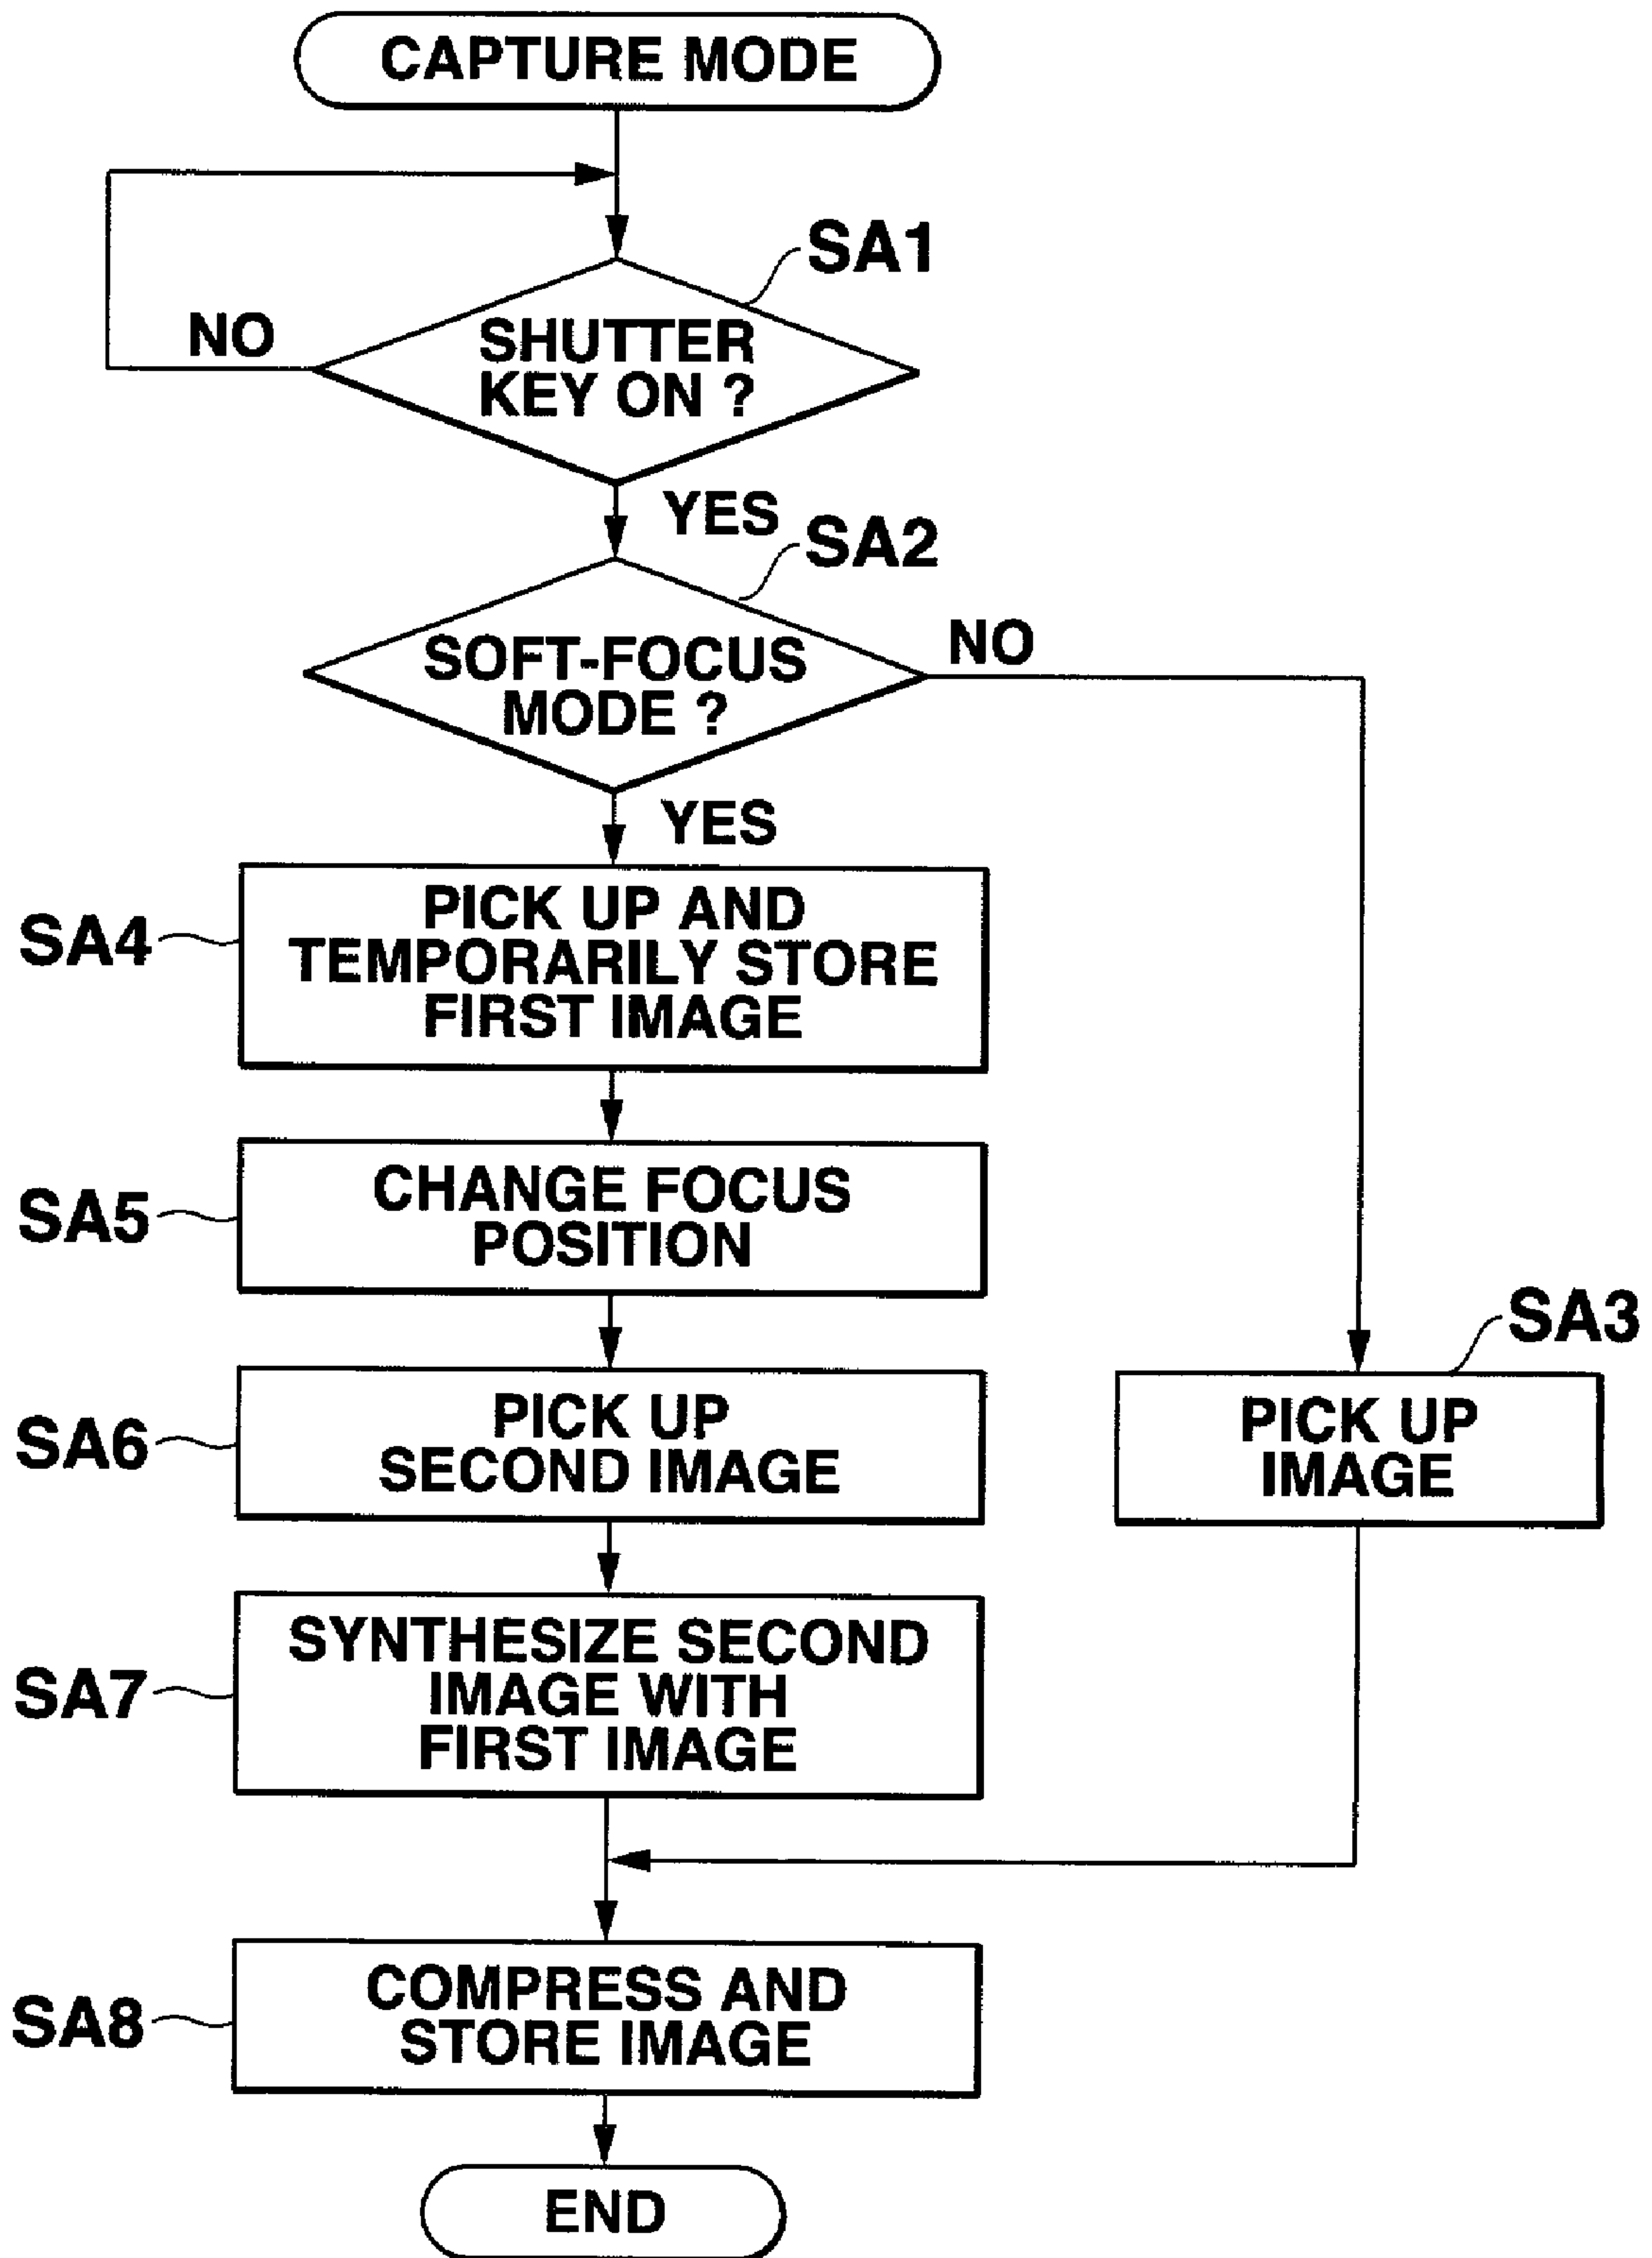 CAPTURE MODE
SA1
NO
SHUTTER
KEY ON ?
YES
SA2
NO
SOFT-FOCUS
MODE ?
YES
SA4
PICK UP AND
TEMPORARILY STORE
FIRST IMAGE
SA5
CHANGE FOCUS
POSITION
SA3
SA6
PICK UP
SECOND IMAGE
PICK UP
IMAGE
SA7
SYNTHESIZE SECOND
IMAGE WITH
FIRST IMAGE
SA8
COMPRESS AND
STORE IMAGE
END